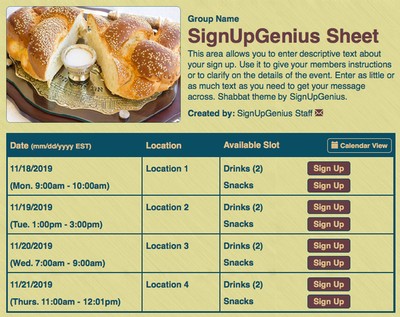 Group Name
SignUpGenius Sheet
This area allows you to enter descriptive text about
your sign up. Use it to give your members instructions
or to clarify on the details of the event. Enter as little or
as much text as you need to get your message
across. Shabbat theme by SignUpGenius.
Created by: SignUpGenius Staff
Date (mm/dd/yyyy EST) Location Available Slot Calendar View
11/18/2019 Location 1 Drinks (2) Sign Up
(Mon. 9:00am - 10:00am) Snacks Sign Up
11/19/2019 Location 2 Drinks (2) Sign Up
(Tue. 1:00pm - 3:00pm) Snacks Sign Up
11/20/2019 Location 3 Drinks (2) Sign Up
(Wed. 7:00am - 9:00am) Snacks Sign Up
11/21/2019 Location 4 Drinks (2) Sign Up
(Thurs. 11:00am - 12:01pm) Snacks Sign Up